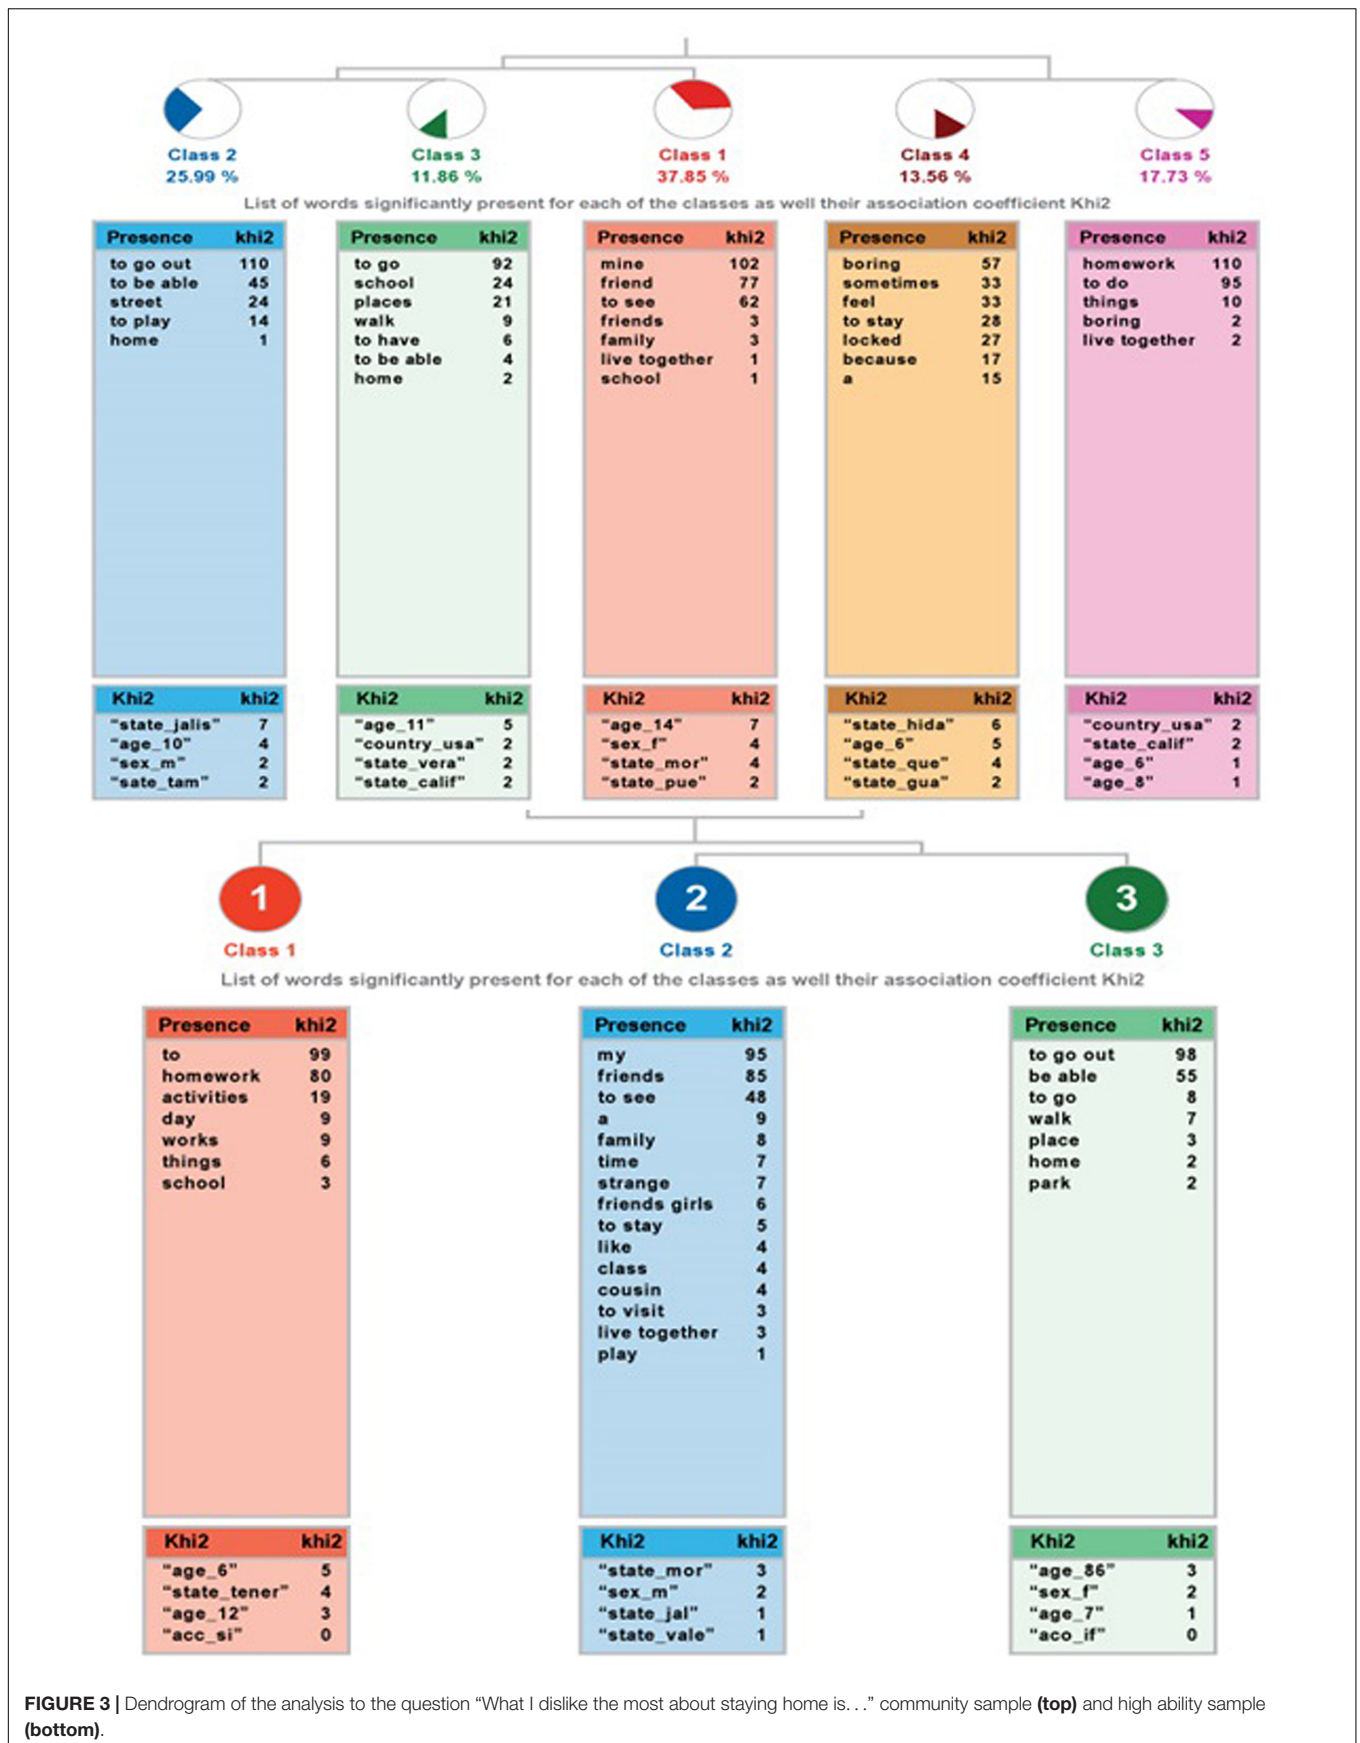 Class 2 Class 3 Class 1 Class 4 Class 5
25.99 % 11.86 % 37.85 % 13.56 % 17.73 %
List of words significantly present for each of the classes as well their association coefficient Khi2
Presence khi2
to go out 110
to be able 45
street 24
to play 14
home 1
Presence khi2
to go 92
school 24
places 21
walk 9
to have 6
to be able 4
home 2
Presence khi2
mine 102
friend 77
to see 62
friends 3
family 3
live together 1
school 1
Presence khi2
boring 57
sometimes 33
feel 33
to stay 28
locked 27
because 17
a 15
Presence khi2
homework 110
to do 95
things 10
boring 2
live together 2
Khi2 khi2
"state_jalis" 7
"age_10" 4
"sex_m" 2
"sate_tam" 2
Khi2 khi2
"age_11" 5
"country_usa" 2
"state_vera" 2
"state_calif" 2
Khi2 khi2
"age_14" 7
"sex_f" 4
"state_mor" 4
"state_pue" 2
Khi2 khi2
"state_hida" 6
"age_6" 5
"state_que" 4
"state_gua" 2
Khi2 khi2
"country_usa" 2
"state_calif" 2
"age_6" 1
"age_8" 1
1 2 3
Class 1 Class 2 Class 3
List of words significantly present for each of the classes as well their association coefficient Khi2
Presence khi2
to 99
homework 80
activities 19
day 9
works 9
things 6
school 3
Presence khi2
my 95
friends 85
to see 48
a 9
family 8
time 7
strange 7
friends girls 6
to stay 5
like 4
class 4
cousin 4
to visit 3
live together 3
play 1
Presence khi2
to go out 98
be able 55
to go 8
walk 7
place 3
home 2
park 2
Khi2 khi2
"age_6" 5
"state_tener" 4
"age_12" 3
"acc_si" 0
Khi2 khi2
"state_mor" 3
"sex_m" 2
"state_jal" 1
"state_vale" 1
Khi2 khi2
"age_86" 3
"sex_f" 2
"age_7" 1
"aco_if" 0
FIGURE 3 | Dendrogram of the analysis to the question “What I dislike the most about staying home is. . .” community sample (top) and high ability sample
(bottom).